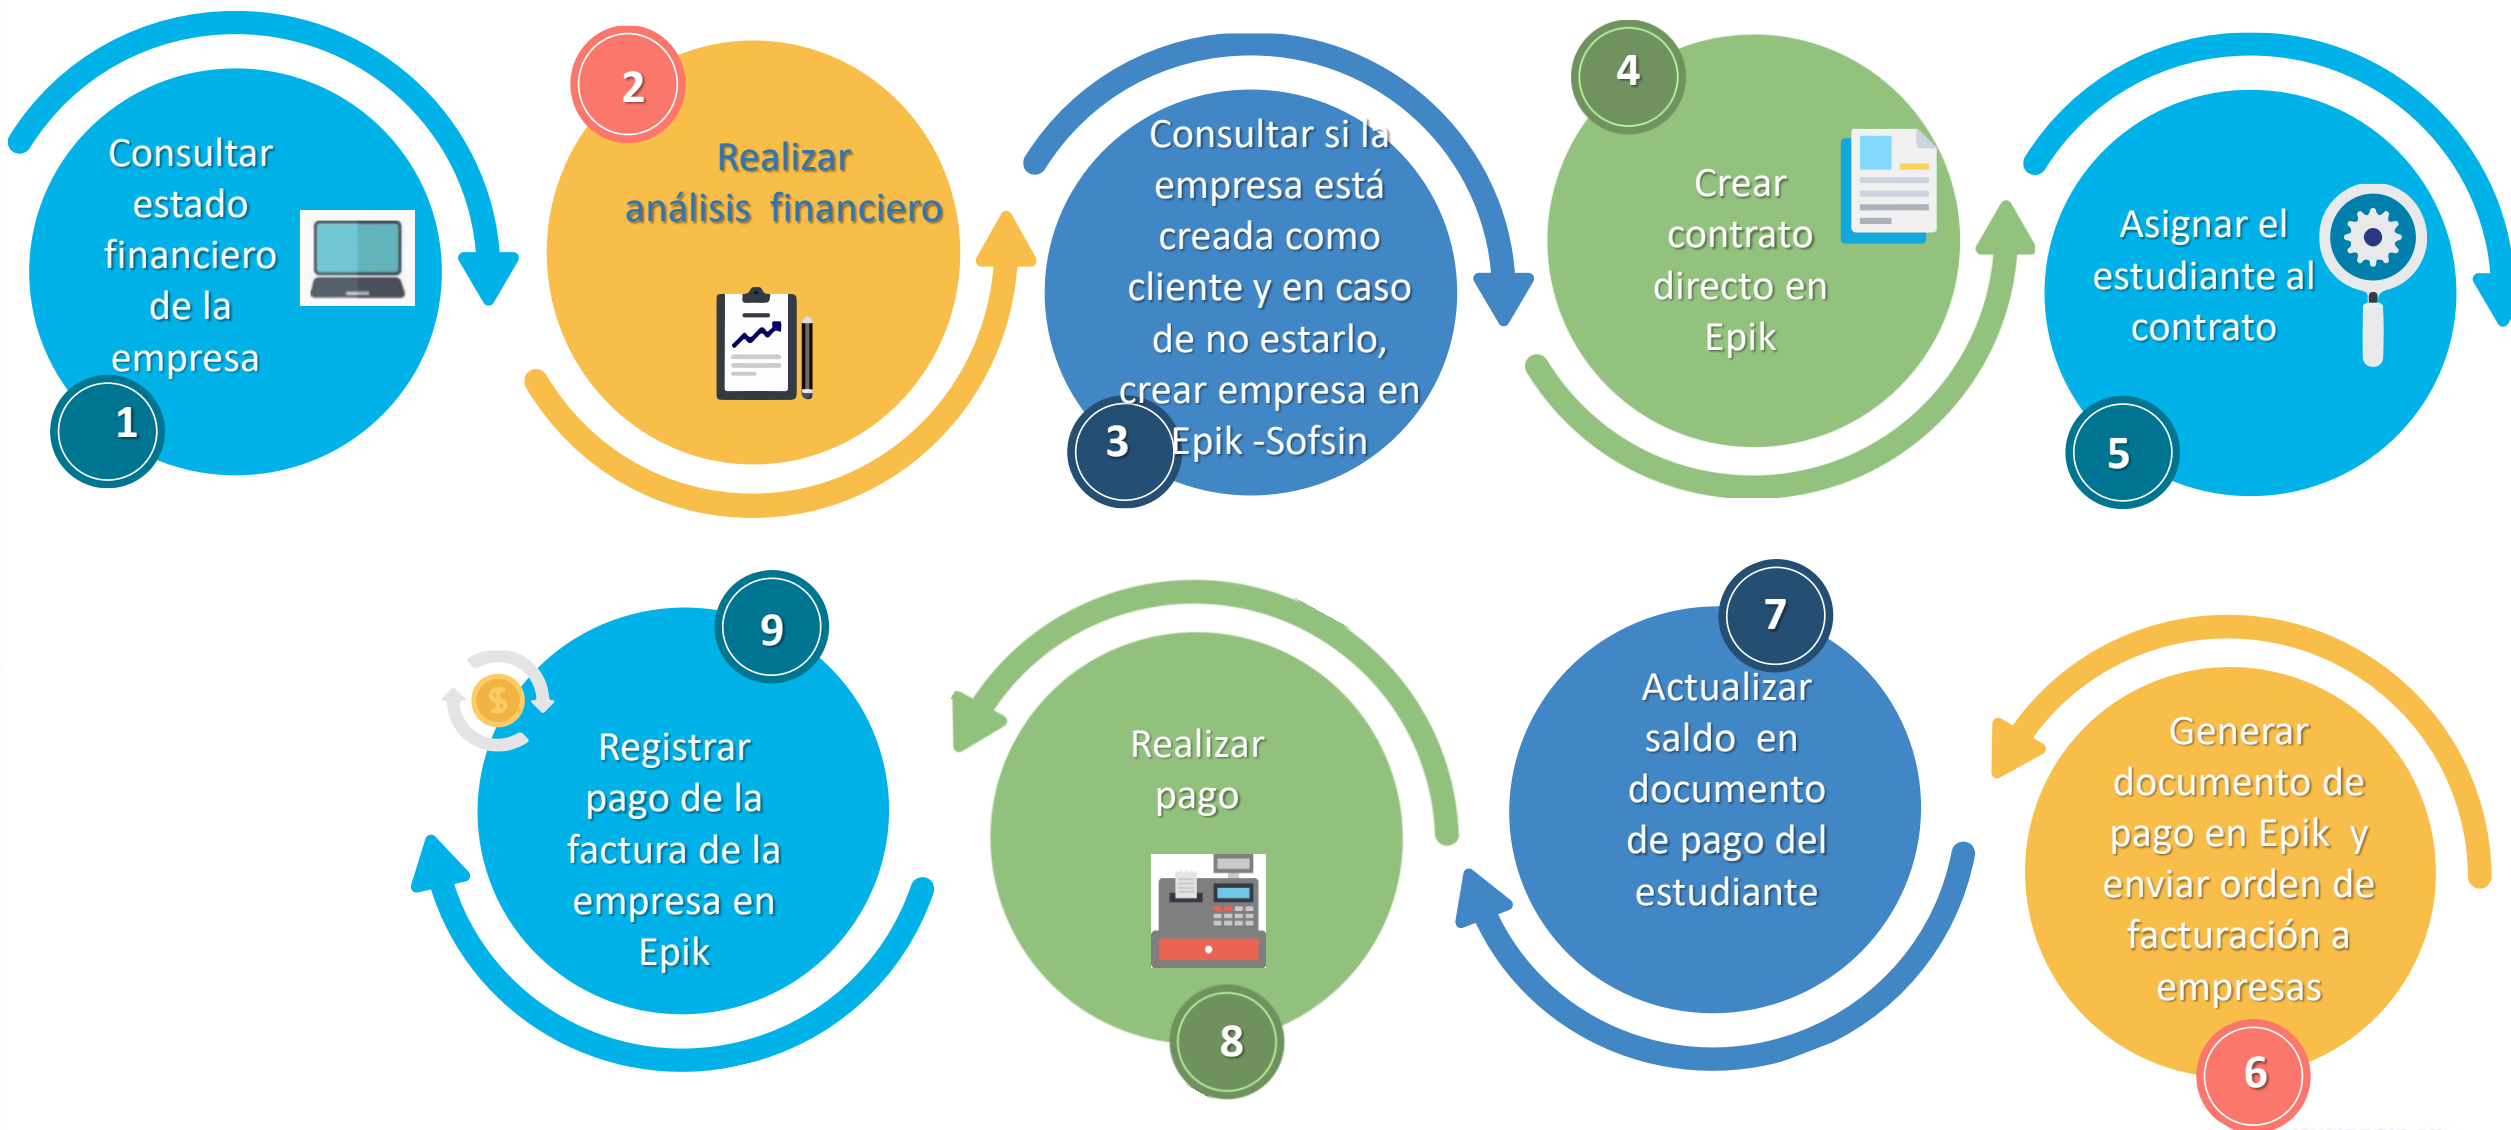 Consultar
estado
financiero
de la
empresa
1
2
Realizar
análisis  financiero
Consultar si la
empresa está
creada como
cliente y en caso
de no estarlo,
crear empresa en
Epik -Sofsin
3
4
Crear
contrato
directo en
Epik
Asignar el
estudiante al
contrato
5
Generar
documento de
pago en Epik  y
enviar orden de
facturación a
empresas
6
7
Actualizar
saldo  en
documento
de pago del
estudiante
Realizar
pago
8
9
$
Registrar
pago de la
factura de la
empresa en
Epik